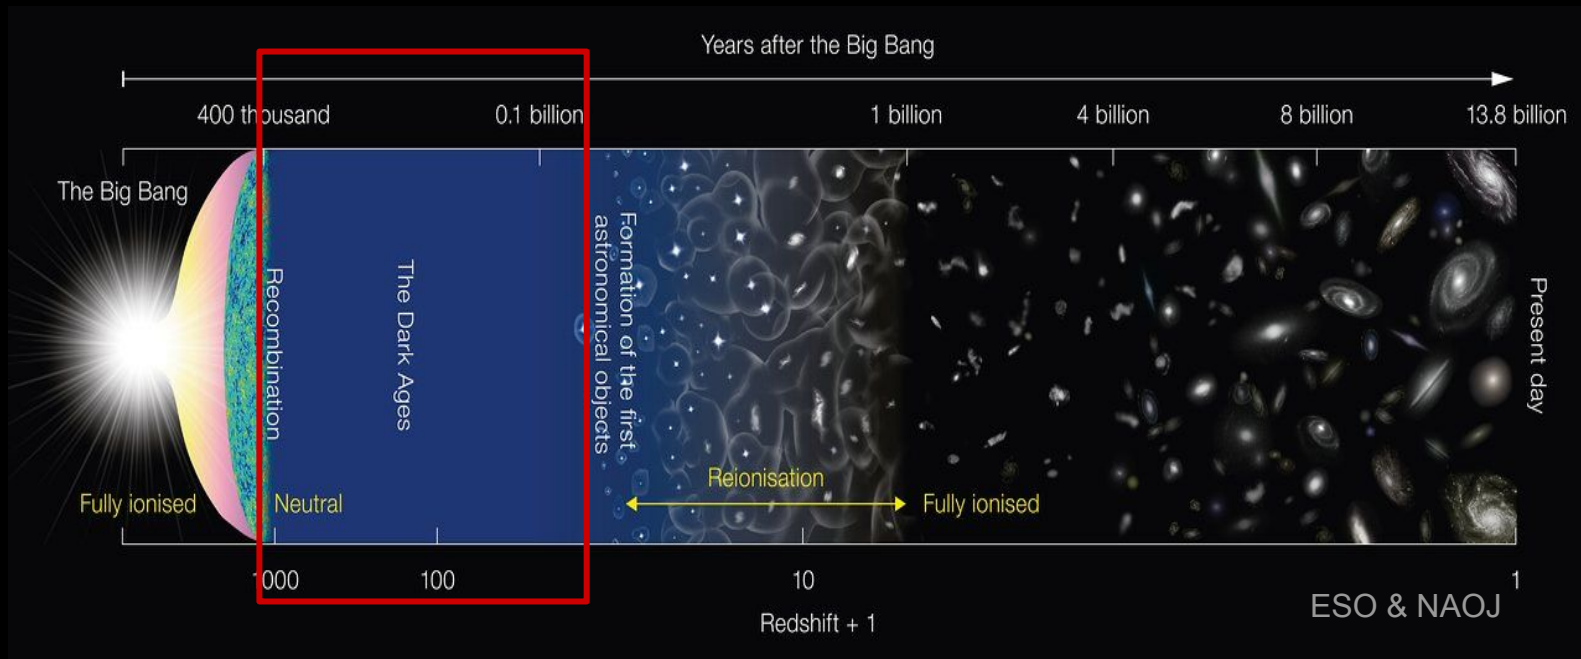 Years after the Big Bang
400 thousand 0.1 billion 1 billion 4 billion 8 billion 13.8 billion
The Big Bang
Recombination
The Dark Ages
Formation of the first
astronomical objects
Present day
Reionisation
Fully ionised Neutral Fully ionised
1000 100 10 1
Redshift + 1
ESO & NAOJ